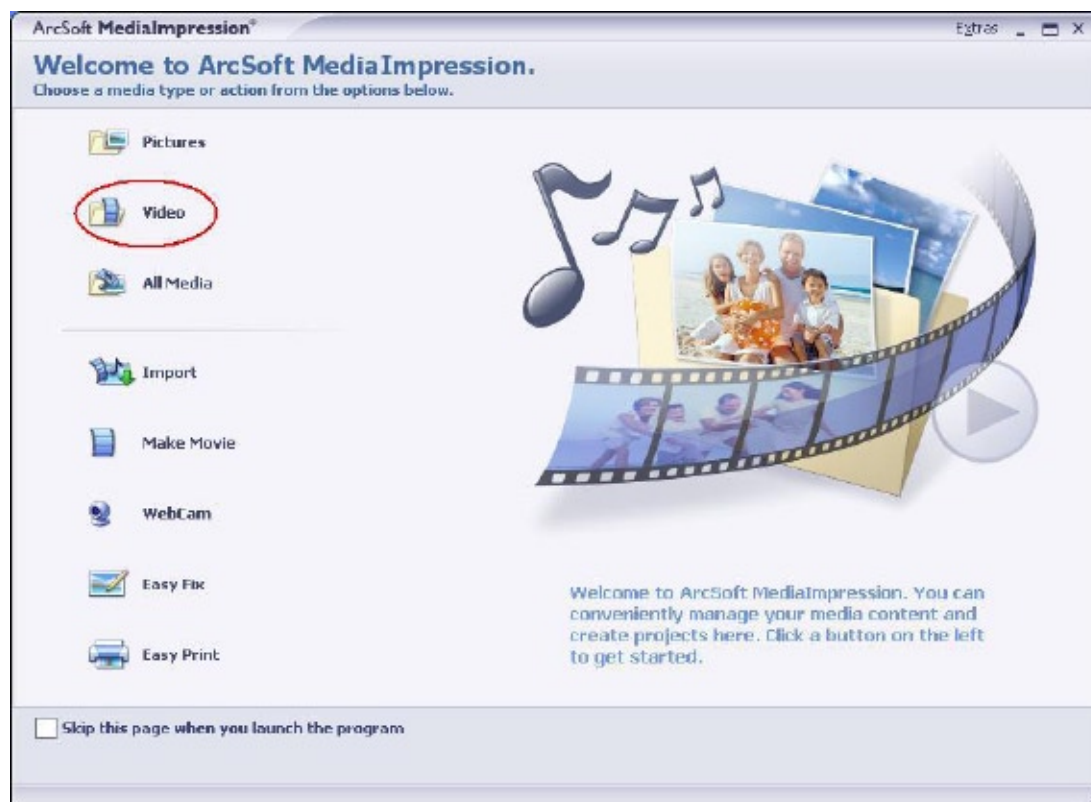 ArcSoft MediaImpression®
Extras
Welcome to ArcSoft MediaImpression.
Choose a media type or action from the options below.
Pictures
Video
All Media
Import
Make Movie
WebCam
Easy Fix
Easy Print
Welcome to ArcSoft MediaImpression. You can
conveniently manage your media content and
create projects here. Click a button on the left
to get started.
Skip this page when you launch the program